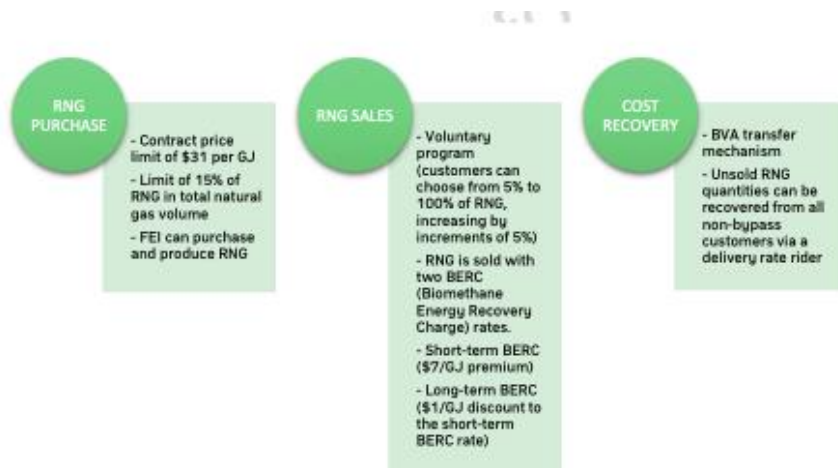 RNG
PURCHASE
- Contract price
limit of $31 per GJ
- Limit of 15% of
RNG in total natural
gas volume
- FEI can purchase
and produce RNG
RNG SALES
- Voluntary
program
(customers can
choose from 5% to
100% of RNG,
increasing by
increments of 5%)
- RNG is sold with
two BERC
(Biomethane
Energy Recovery
Charge) rates.
- Short-term BERC
($7/GJ premium)
- Long-term BERC
($1/GJ discount to
the short-term
BERC rate)
COST
RECOVERY
- BVA transfer
mechanism
- Unsold RNG
quantities can be
recovered from all
non-bypass
customers via a
delivery rate rider